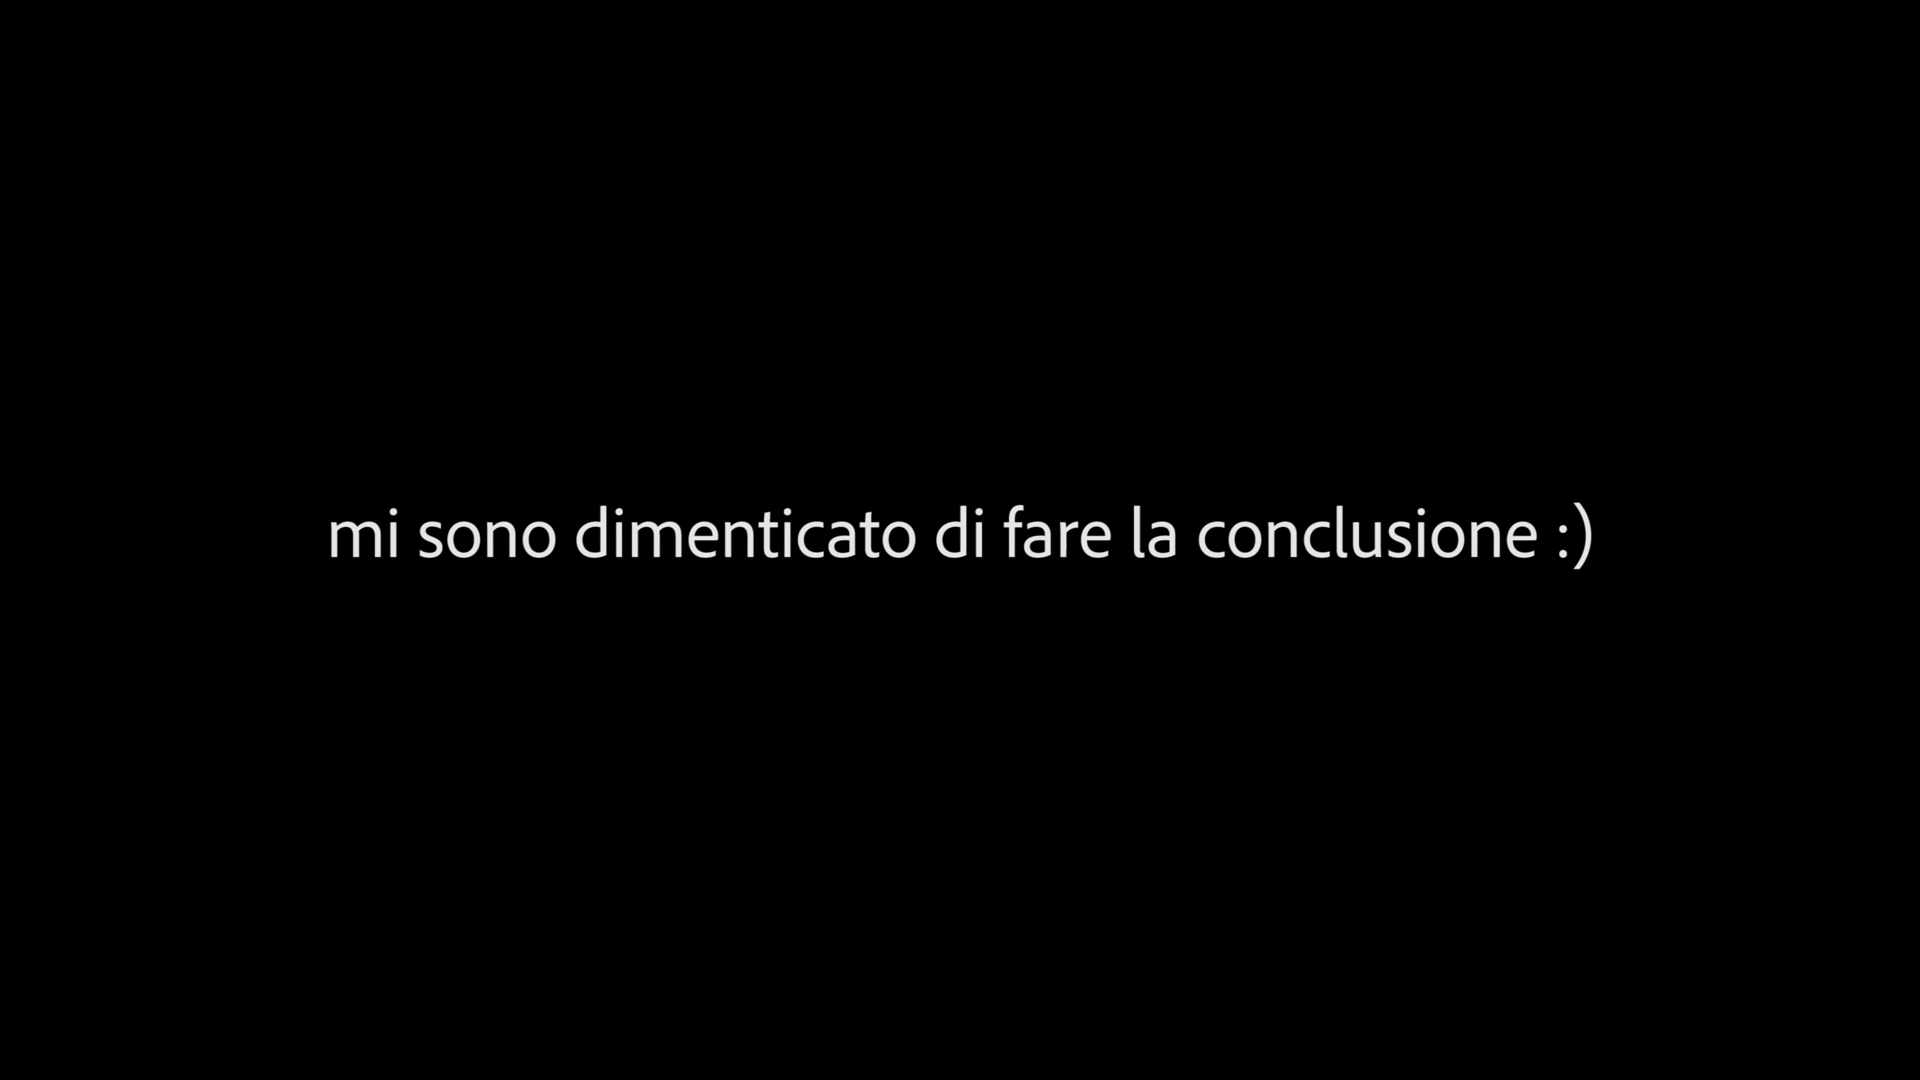 mi sono dimenticato di fare la conclusione :)